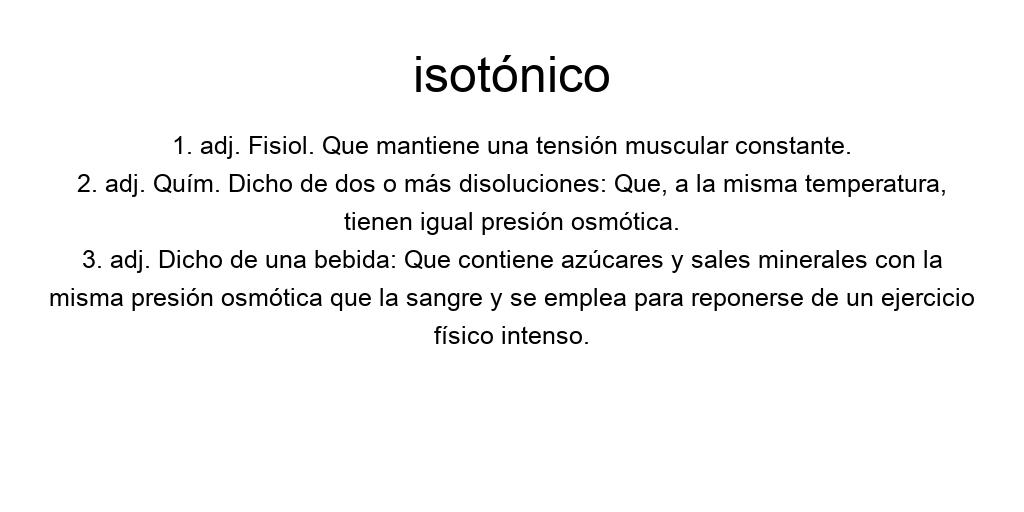 isotónico
1. adj. Fisiol. Que mantiene una tensión muscular constante.
2. adj. Quím. Dicho de dos o más disoluciones: Que, a la misma temperatura,
tienen igual presión osmótica.
3. adj. Dicho de una bebida: Que contiene azúcares y sales minerales con la
misma presión osmótica que la sangre y se emplea para reponerse de un ejercicio
físico intenso.